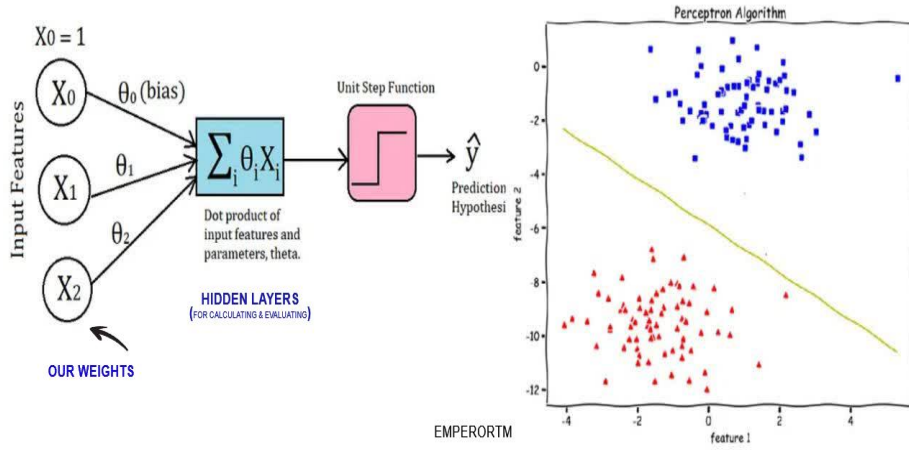 Input Features
X0 = 1
X0
θ0 (bias)
X1
θ1
X2
θ2
∑i θi Xi
Dot product of
input features and
parameters, theta.
HIDDEN LAYERS
(FOR CALCULATING & EVALUATING)
OUR WEIGHTS
Unit Step Function
ŷ
Prediction
Hypothesi
EMPERORTM
Perceptron Algorithm
feature 2
0
-2
-4
-6
-8
-10
-12
-4 -2 0 2 4
feature 1